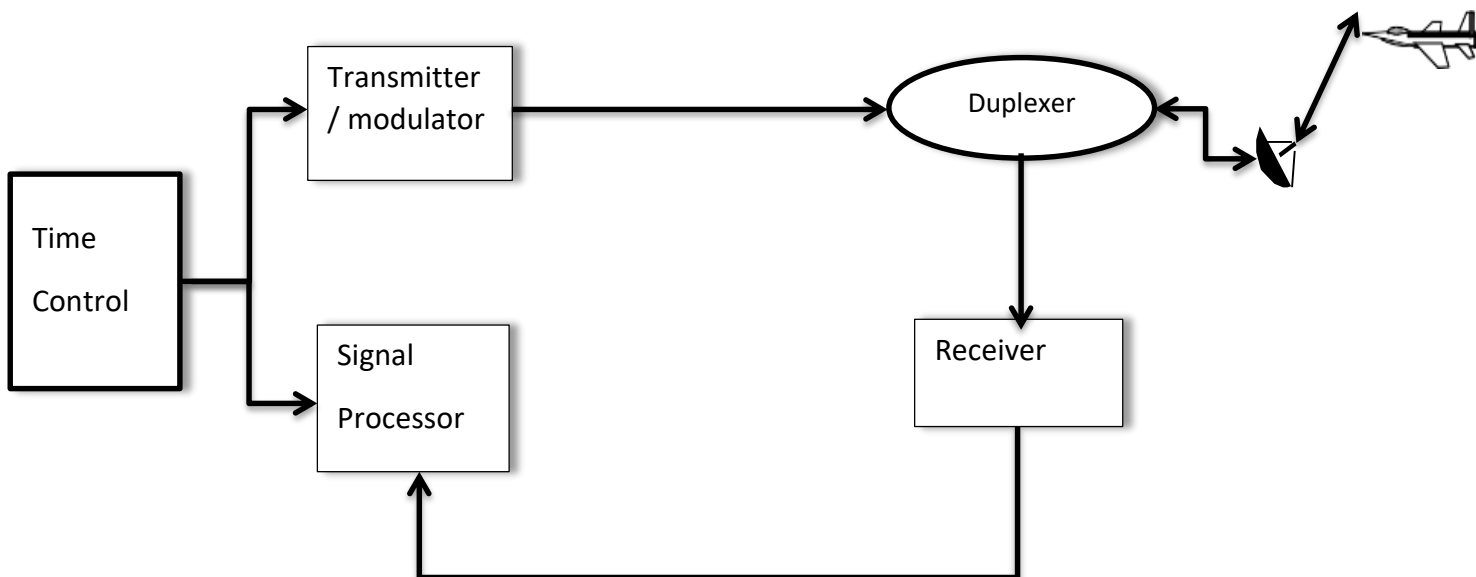 Transmitter
/ modulator
Duplexer
Time
Control
Signal
Processor
Receiver